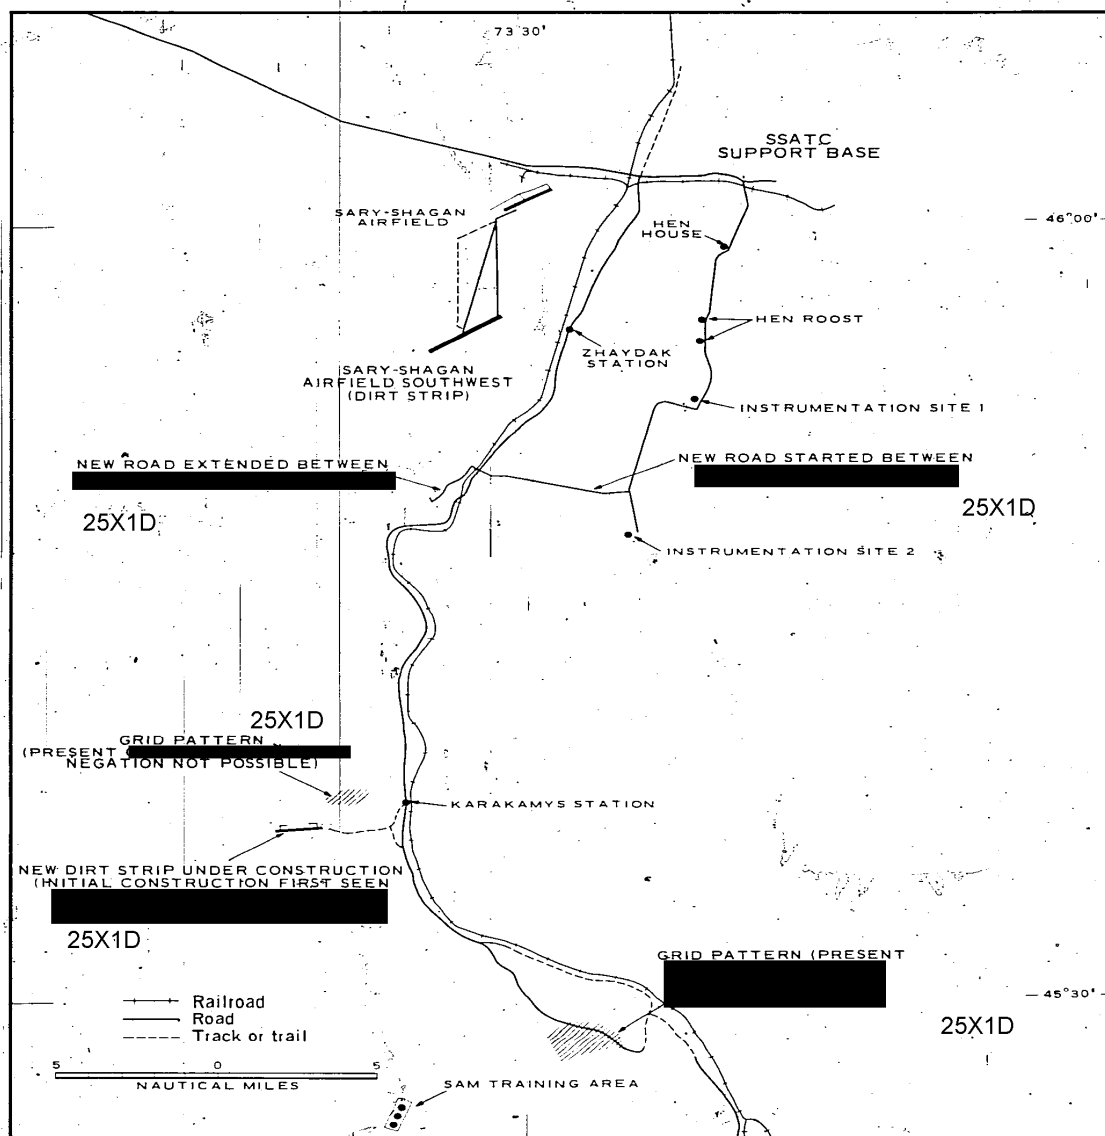 73 30'
SSATC
SUPPORT BASE
SARY-SHAGAN
AIRFIELD
HEN
HOUSE
46°00'
HEN ROOST
ZHAYDAK
STATION
SARY-SHAGAN
AIRFIELD SOUTHWEST
(DIRT STRIP)
INSTRUMENTATION SITE 1
NEW ROAD EXTENDED BETWEEN
NEW ROAD STARTED BETWEEN
25X1D
25X1D
INSTRUMENTATION SITE 2
25X1D
GRID PATTERN
(PRESENT
NEGATION NOT POSSIBLE)
KARAKAMYS STATION
NEW DIRT STRIP UNDER CONSTRUCTION
(INITIAL CONSTRUCTION FIRST SEEN
25X1D
GRID PATTERN (PRESENT
45°30'
25X1D
Railroad
Road
Track or trail
5 0 5
NAUTICAL MILES
SAM TRAINING AREA